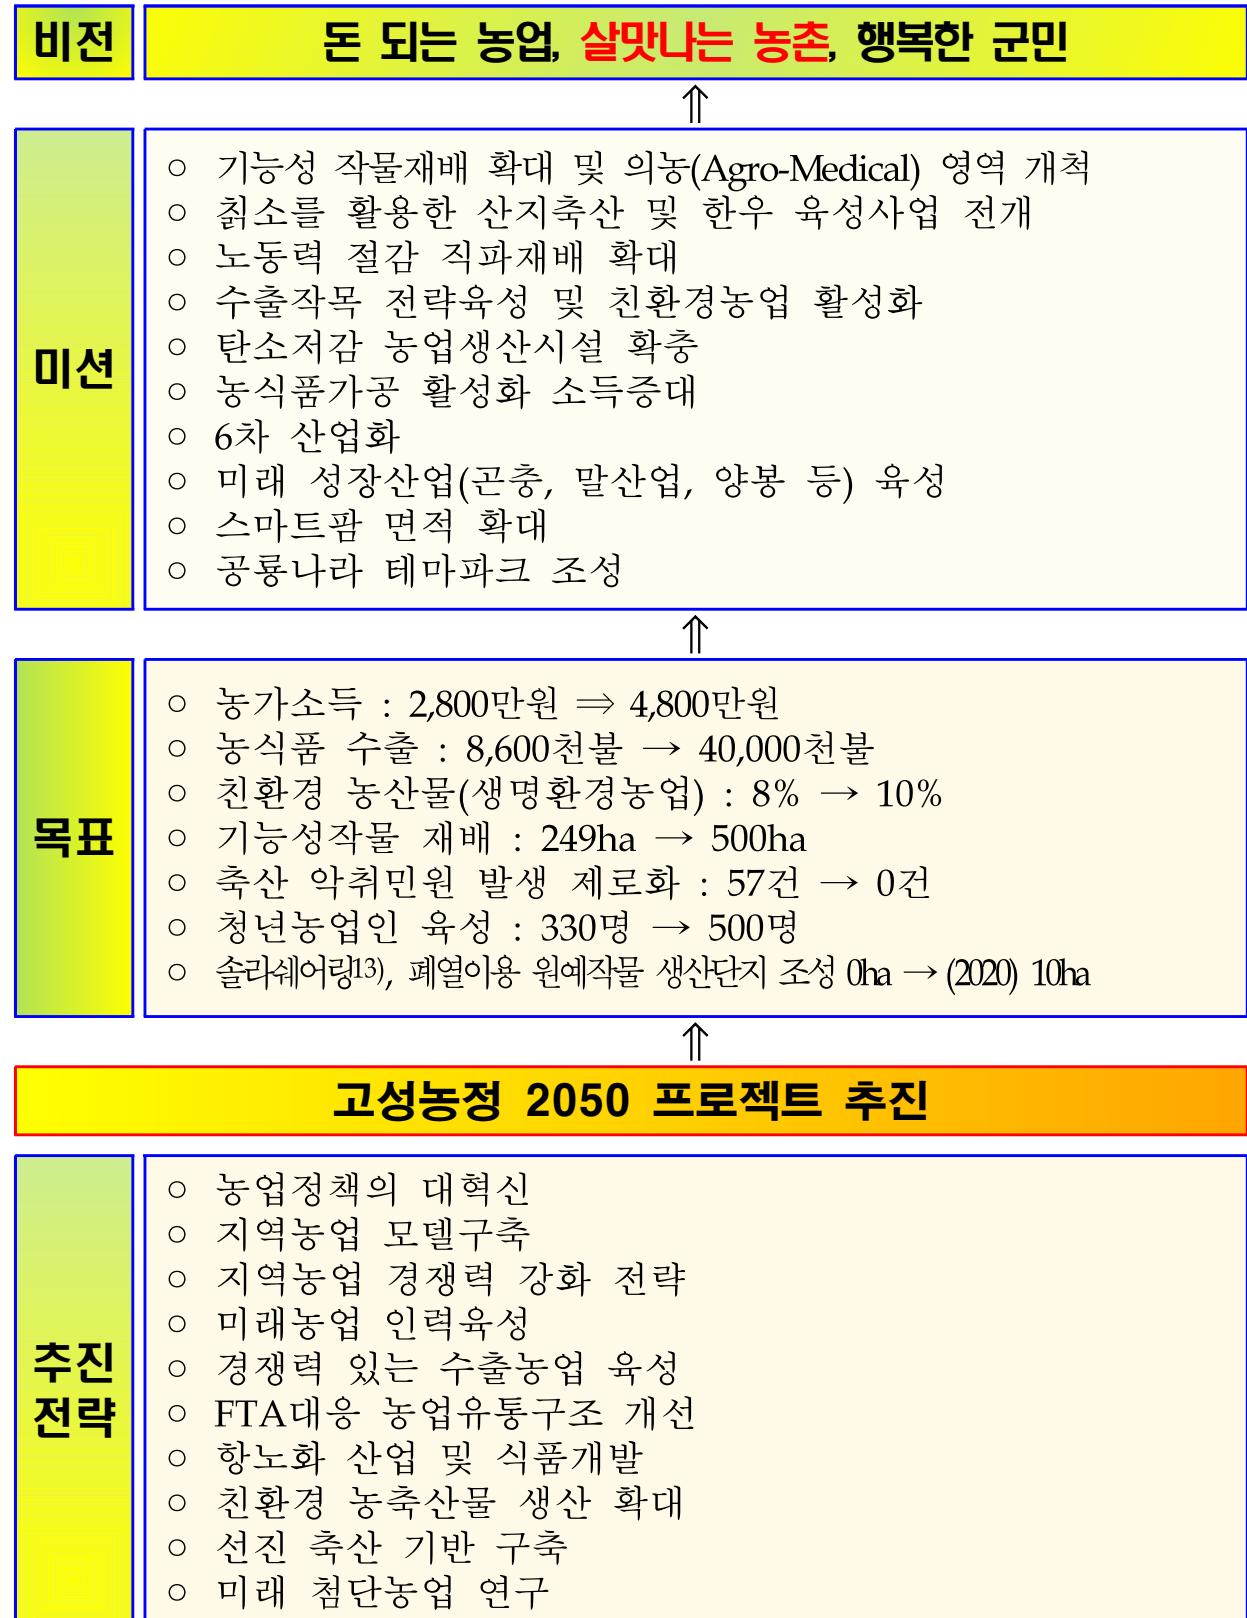 비전
돈 되는 농업, 살맛나는 농촌, 행복한 군민
⇑
미션
○ 기능성 작물재배 확대 및 의농(Agro-Medical) 영역 개척
○ 칡소를 활용한 산지축산 및 한우 육성사업 전개
○ 노동력 절감 직파재배 확대
○ 수출작목 전략육성 및 친환경농업 활성화
○ 탄소저감 농업생산시설 확충
○ 농식품가공 활성화 소득증대
○ 6차 산업화
○ 미래 성장산업(곤충, 말산업, 양봉 등) 육성
○ 스마트팜 면적 확대
○ 공룡나라 테마파크 조성
⇑
목표
○ 농가소득 : 2,800만원 ⇒ 4,800만원
○ 농식품 수출 : 8,600천불 → 40,000천불
○ 친환경 농산물(생명환경농업) : 8% → 10%
○ 기능성작물 재배 : 249ha → 500ha
○ 축산 악취민원 발생 제로화 : 57건 → 0건
○ 청년농업인 육성 : 330명 → 500명
○ 솔라쉐어링13), 폐열이용 원예작물 생산단지 조성 0ha → (2020) 10ha
⇑
고성농정 2050 프로젝트 추진
추진
전략
○ 농업정책의 대혁신
○ 지역농업 모델구축
○ 지역농업 경쟁력 강화 전략
○ 미래농업 인력육성
○ 경쟁력 있는 수출농업 육성
○ FTA대응 농업유통구조 개선
○ 항노화 산업 및 식품개발
○ 친환경 농축산물 생산 확대
○ 선진 축산 기반 구축
○ 미래 첨단농업 연구